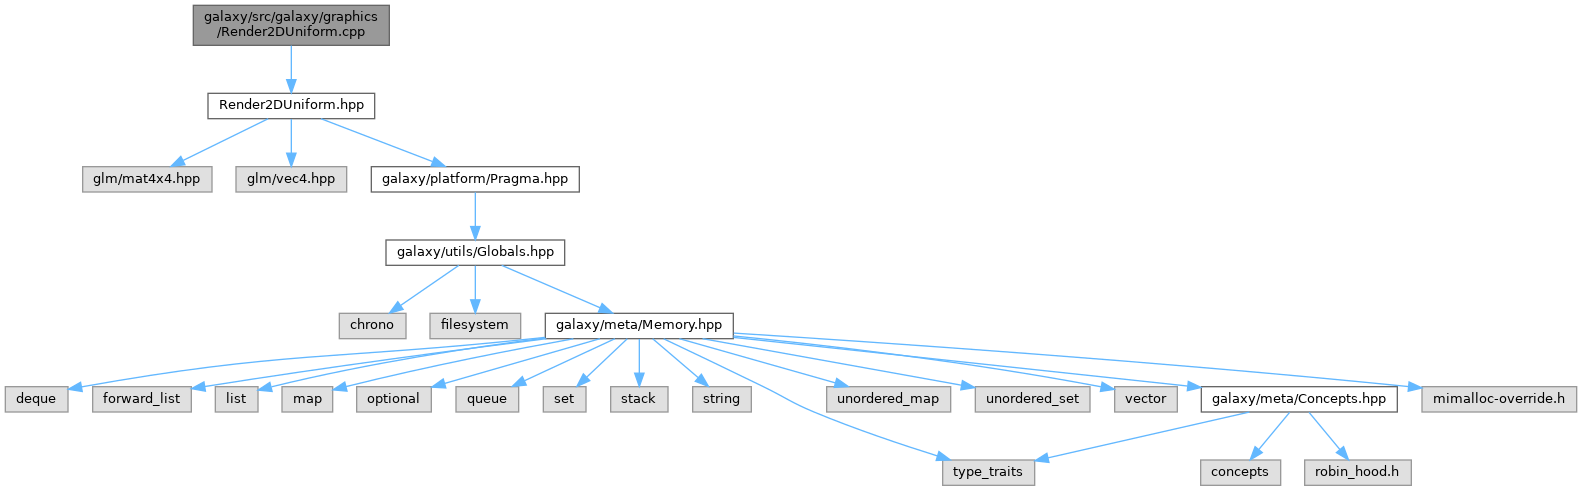 galaxy/src/galaxy/graphics
/Render2DUniform.cpp
Render2DUniform.hpp
glm/mat4x4.hpp
glm/vec4.hpp
galaxy/platform/Pragma.hpp
galaxy/utils/Globals.hpp
chrono
filesystem
galaxy/meta/Memory.hpp
deque
forward_list
list
map
optional
queue
set
stack
string
unordered_map
unordered_set
vector
galaxy/meta/Concepts.hpp
mimalloc-override.h
type_traits
concepts
robin_hood.h